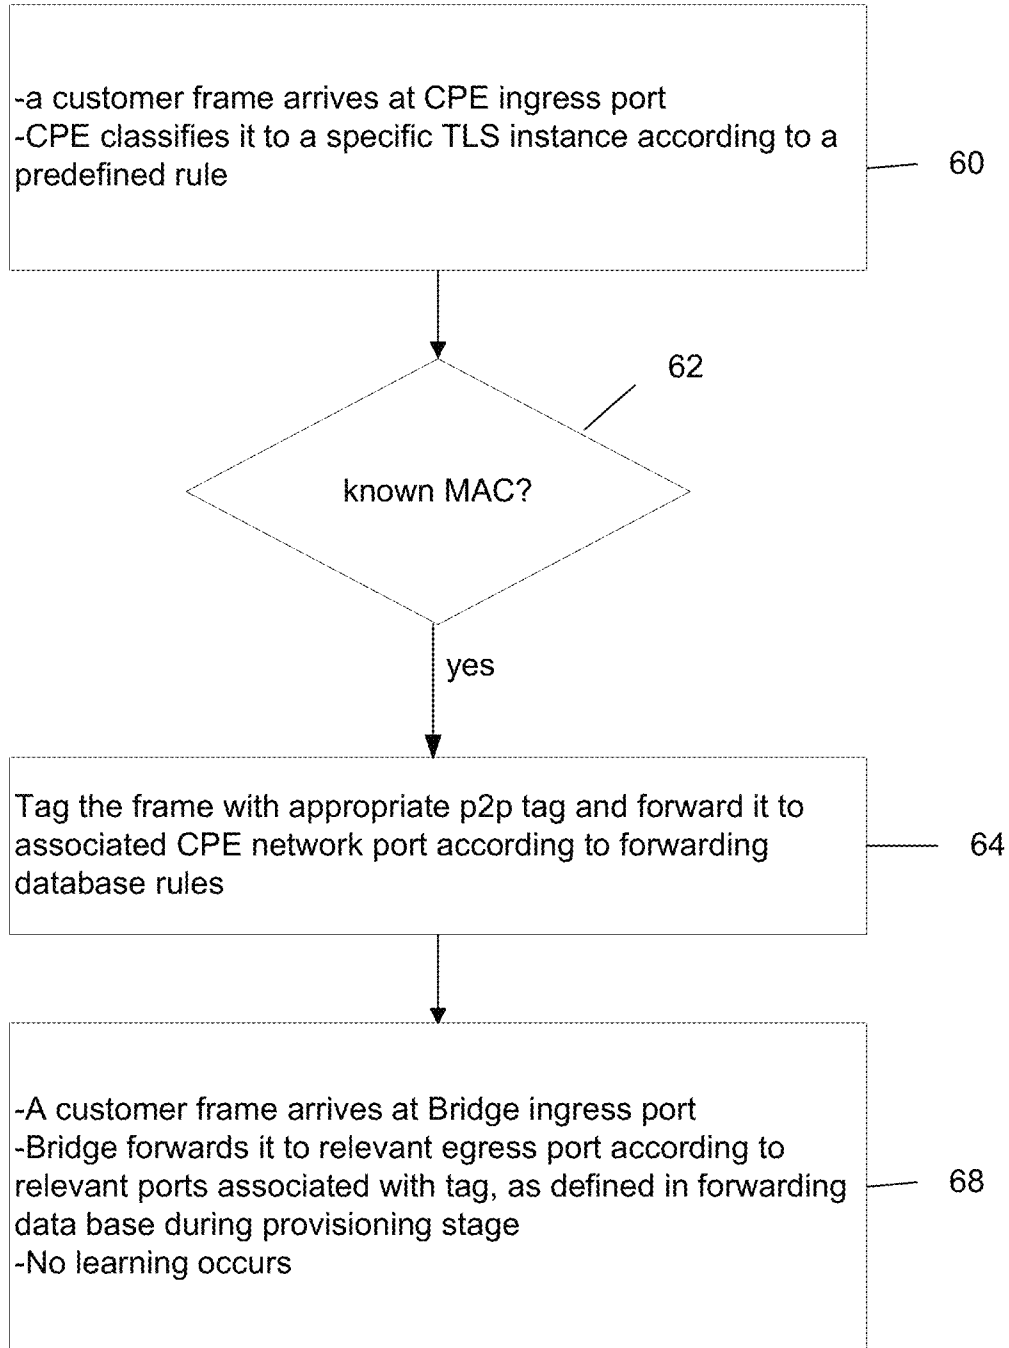 -a customer frame arrives at CPE ingress port
-CPE classifies it to a specific TLS instance according to a
predefined rule
60
62
known MAC?
yes
Tag the frame with appropriate p2p tag and forward it to
associated CPE network port according to forwarding
database rules
64
-A customer frame arrives at Bridge ingress port
-Bridge forwards it to relevant egress port according to
relevant ports associated with tag, as defined in forwarding
data base during provisioning stage
-No learning occurs
68